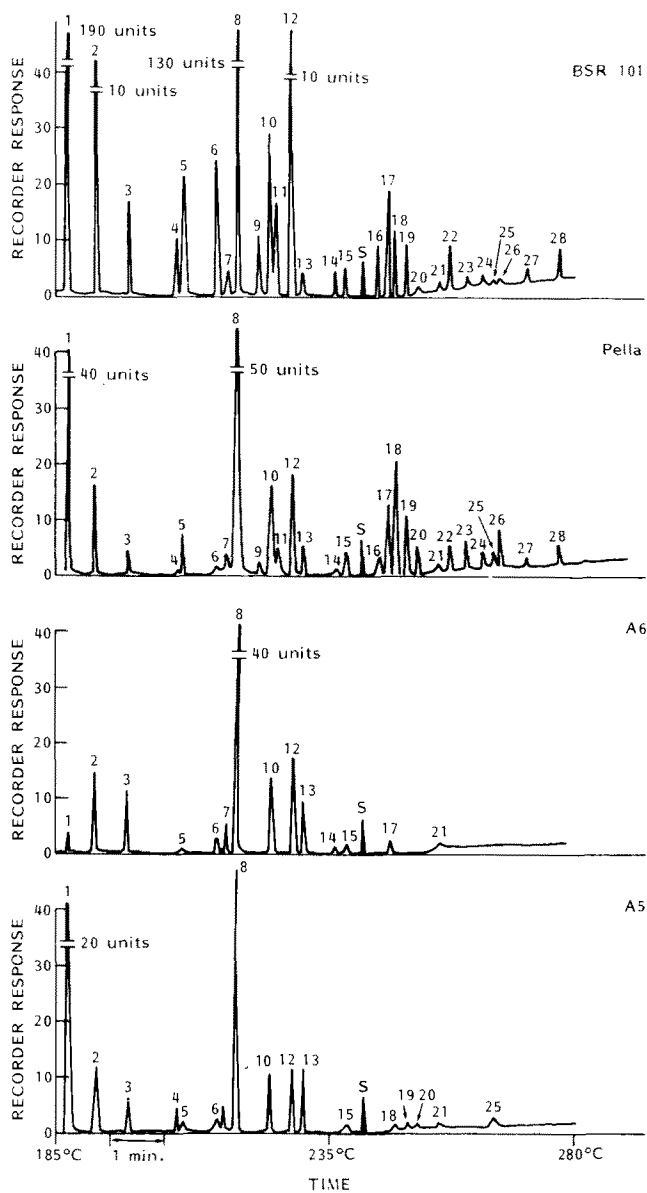 1 190 units
8
12
2
130 units
10 units
10 units
BSR 101
RECORDER RESPONSE
40
30
20
10
0
3 4 5 6 7 9 10 11 13 14 15 S 16 17 18 19 20 21 22 23 24 25 26 27 28
1
8
40 units
50 units
Pella
RECORDER RESPONSE
40
30
20
10
0
2 3 4 5 6 7 9 10 11 12 13 14 15 S 16 17 18 19 20 21 22 23 24 25 26 27 28
8
40 units
A6
RECORDER RESPONSE
40
30
20
10
0
1 2 3 5 6 7 10 12 13 14 15 S 17 21
1
8
20 units
A5
RECORDER RESPONSE
40
30
20
10
0
2 3 4 5 6 10 12 13 15 S 18 19 20 21 25
185°C 1 min. 235°C 280°C
TIME